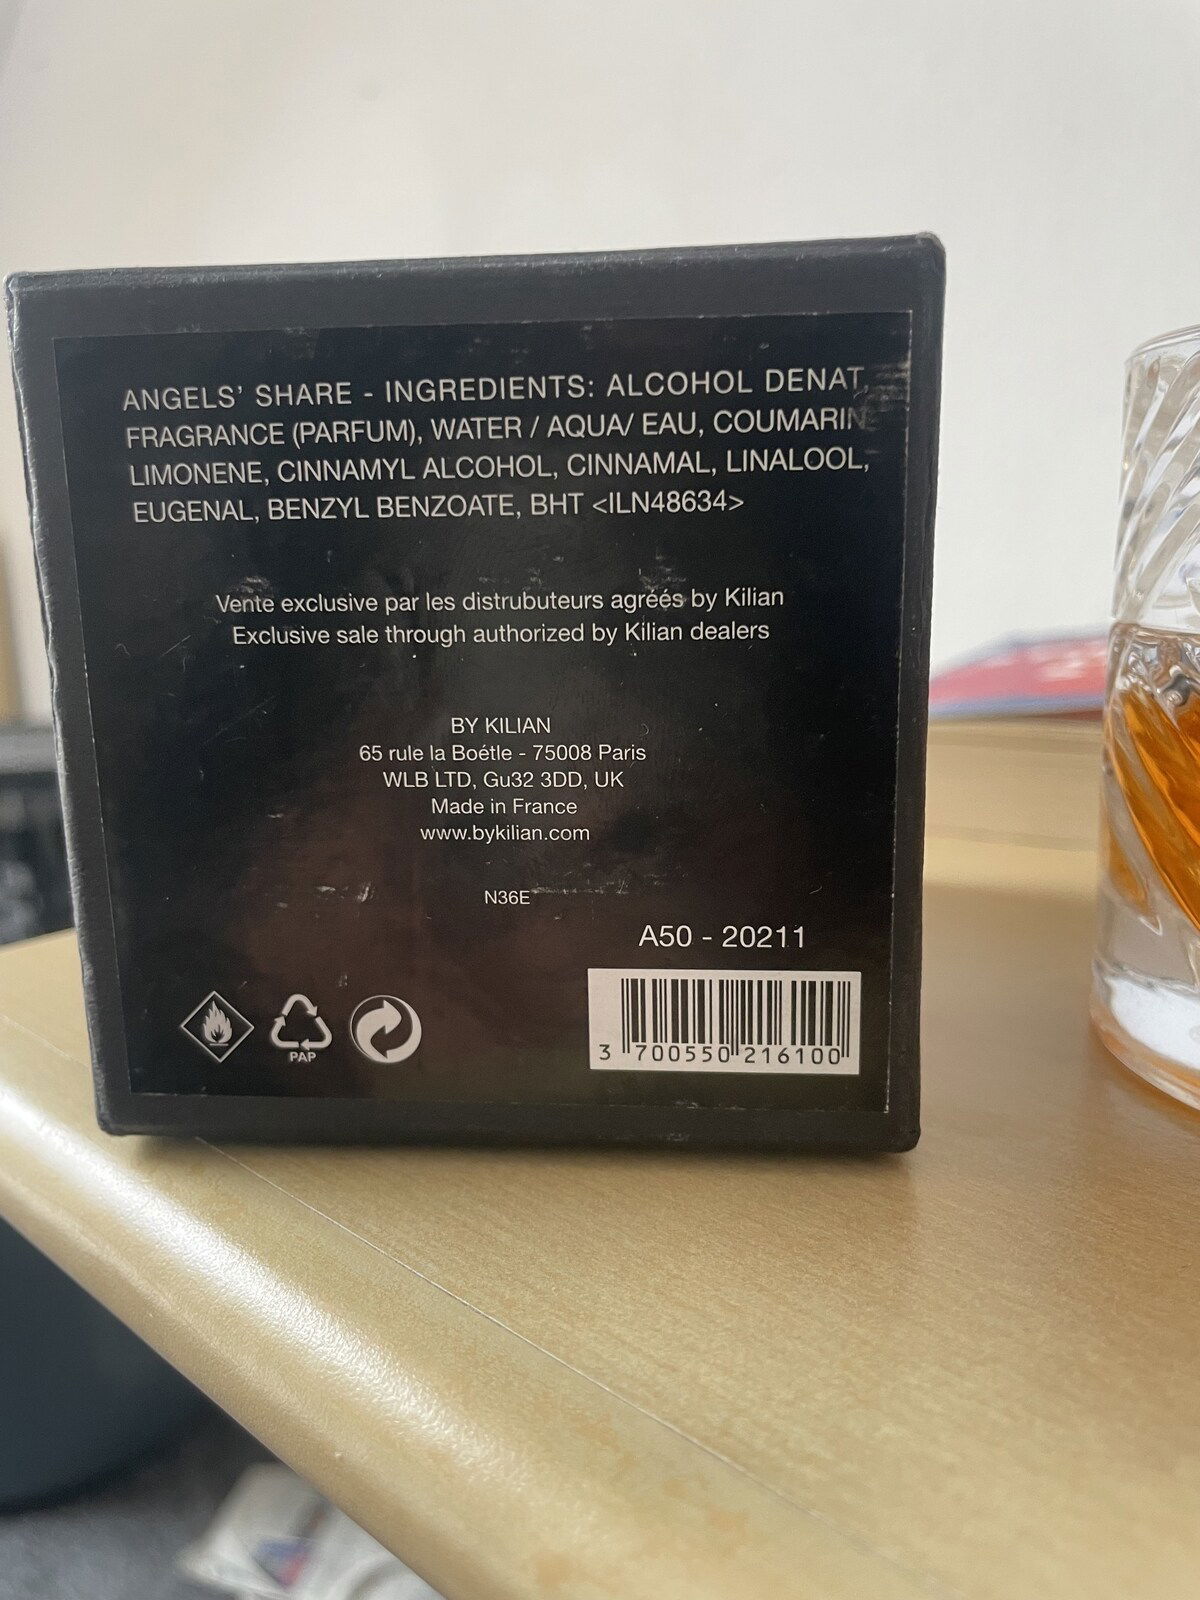 ANGELS' SHARE - INGREDIENTS: ALCOHOL DENAT,
FRAGRANCE (PARFUM), WATER / AQUA/ EAU, COUMARIN
LIMONENE, CINNAMYL ALCOHOL, CINNAMAL, LINALOOL,
EUGENAL, BENZYL BENZOATE, BHT <ILN48634>
Vente exclusive par les distrubuteurs agréés by Kilian
Exclusive sale through authorized by Kilian dealers
BY KILIAN
65 rule la Boétle - 75008 Paris
WLB LTD, Gu32 3DD, UK
Made in France
www.bykilian.com
N36E
A50 - 20211
PAP
3 700550 216100